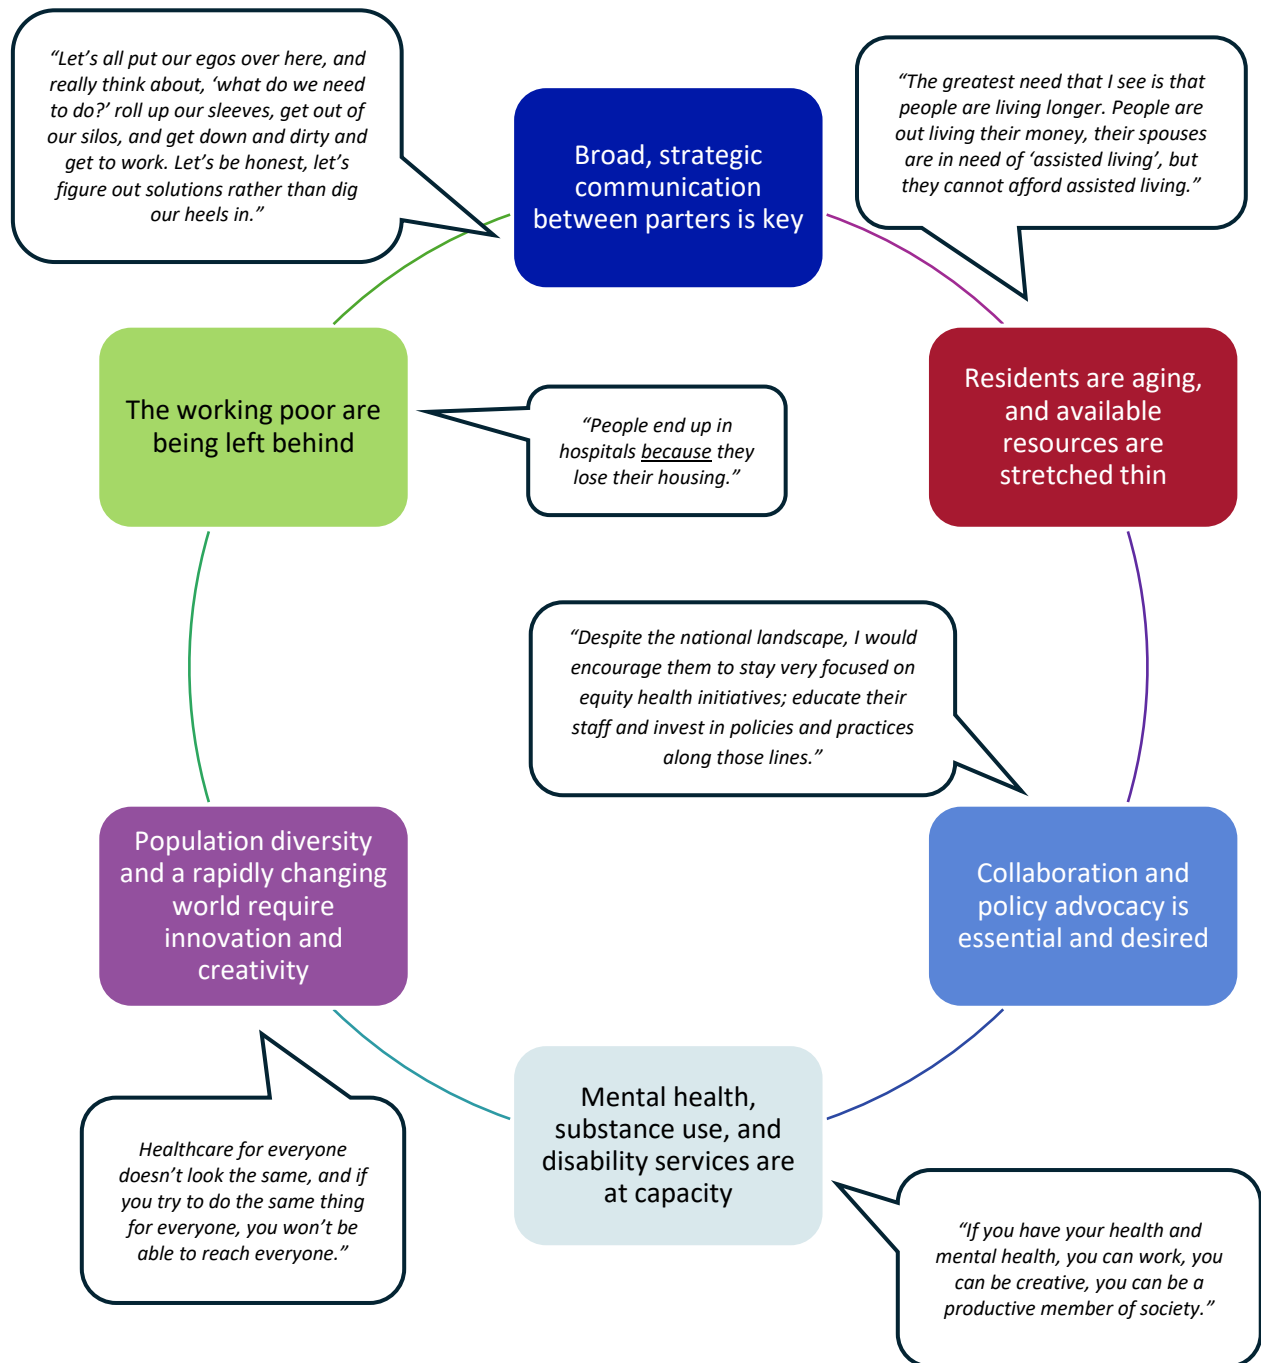 “Let’s all put our egos over here, and
really think about, ‘what do we need
to do?’ roll up our sleeves, get out of
our silos, and get down and dirty and
get to work. Let’s be honest, let’s
figure out solutions rather than dig
our heels in.”
Broad, strategic
communication
between parters is key
“The greatest need that I see is that
people are living longer. People are
out living their money, their spouses
are in need of ‘assisted living’, but
they cannot afford assisted living.”
The working poor are
being left behind
“People end up in
hospitals because they
lose their housing.”
Residents are aging,
and available
resources are
stretched thin
“Despite the national landscape, I would
encourage them to stay very focused on
equity health initiatives; educate their
staff and invest in policies and practices
along those lines.”
Population diversity
and a rapidly changing
world require
innovation and
creativity
Collaboration and
policy advocacy is
essential and desired
Healthcare for everyone
doesn’t look the same, and if
you try to do the same thing
for everyone, you won’t be
able to reach everyone.”
Mental health,
substance use, and
disability services are
at capacity
“If you have your health and
mental health, you can work, you
can be creative, you can be a
productive member of society.”